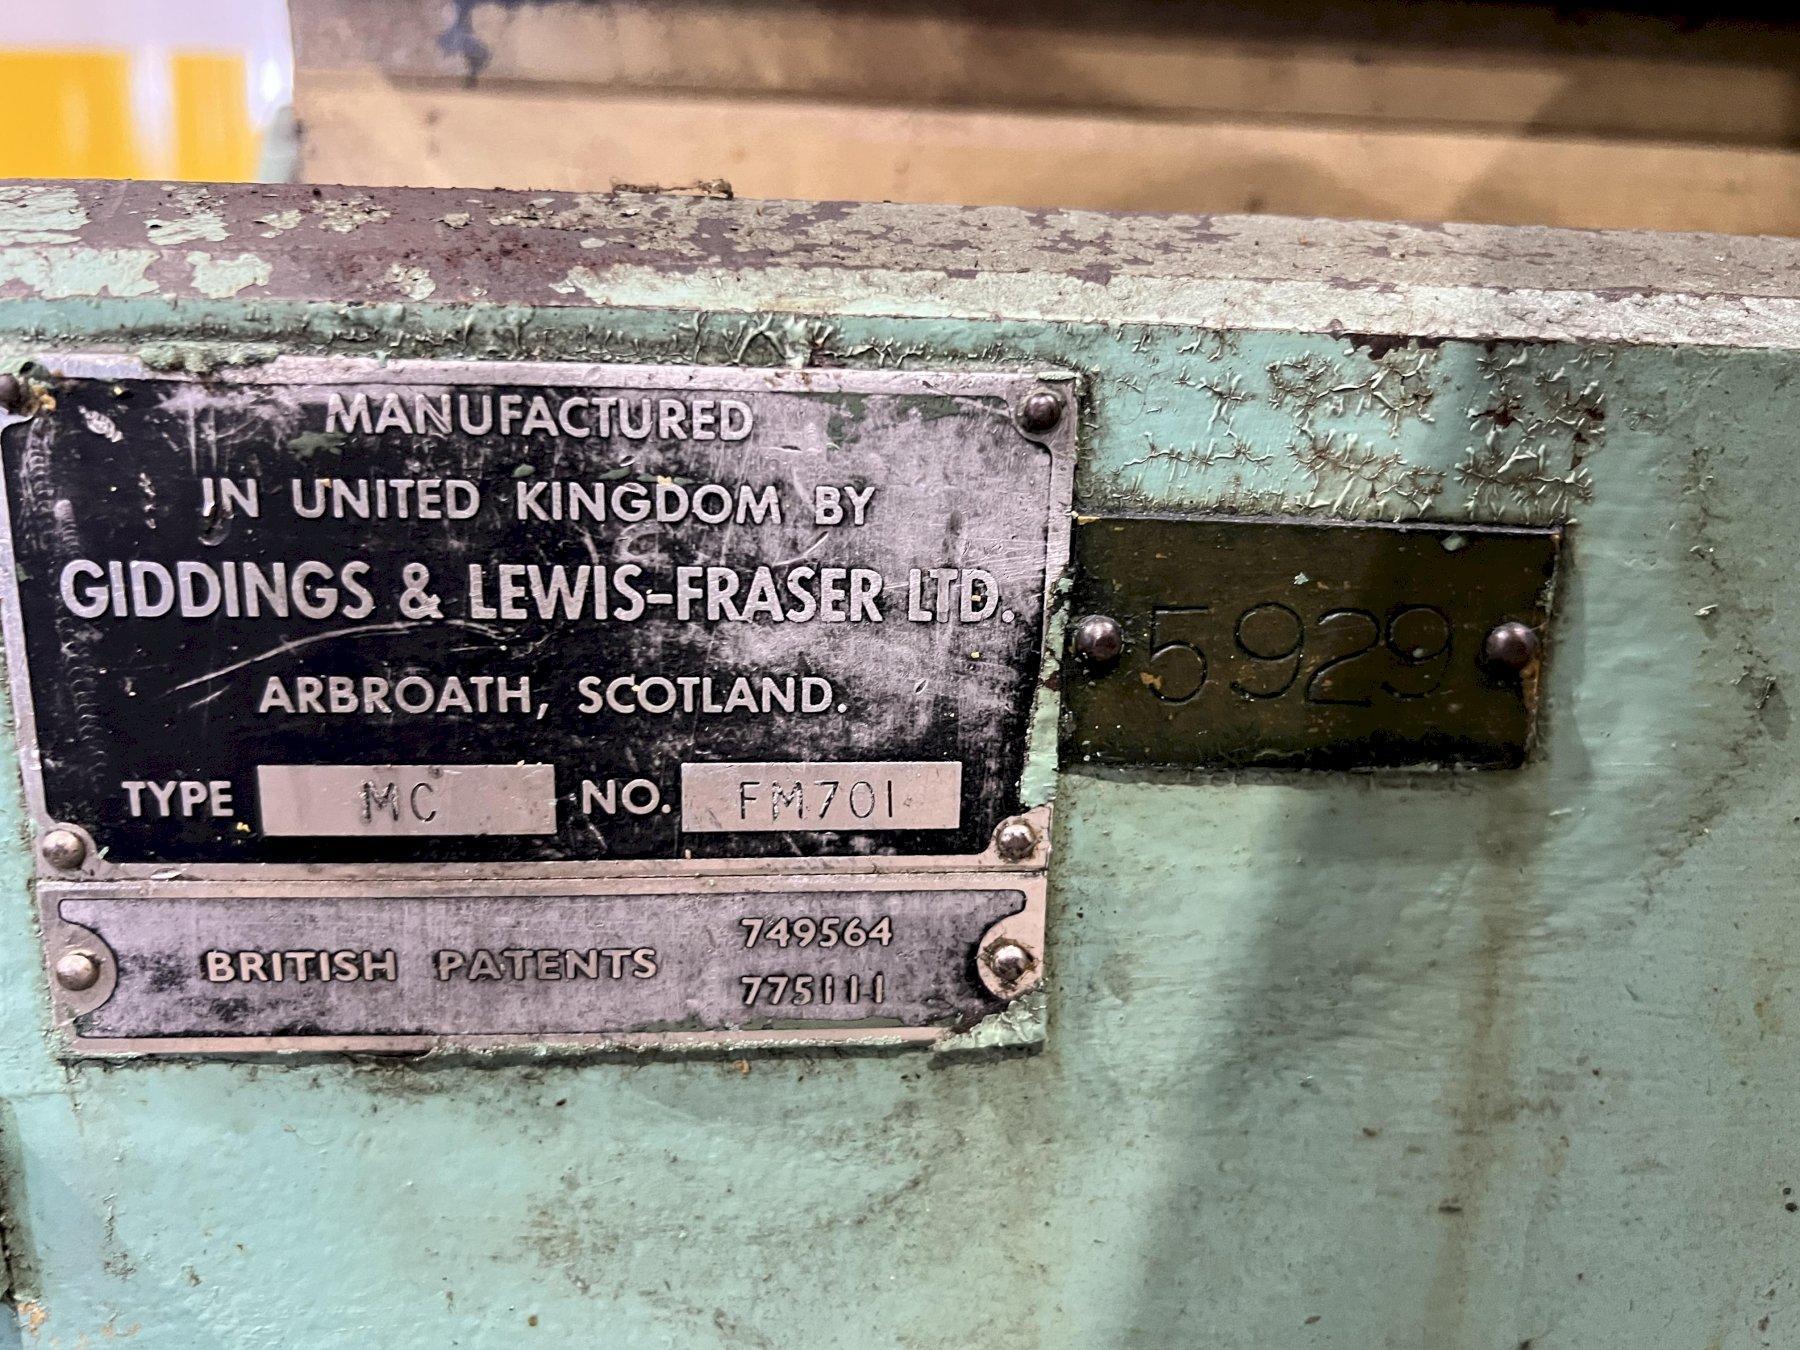 MANUFACTURED
IN UNITED KINGDOM BY
GIDDINGS & LEWIS-FRASER LTD.
ARBROATH, SCOTLAND.
TYPE MC NO. FM701
BRITISH PATENTS
749564
775111
5929